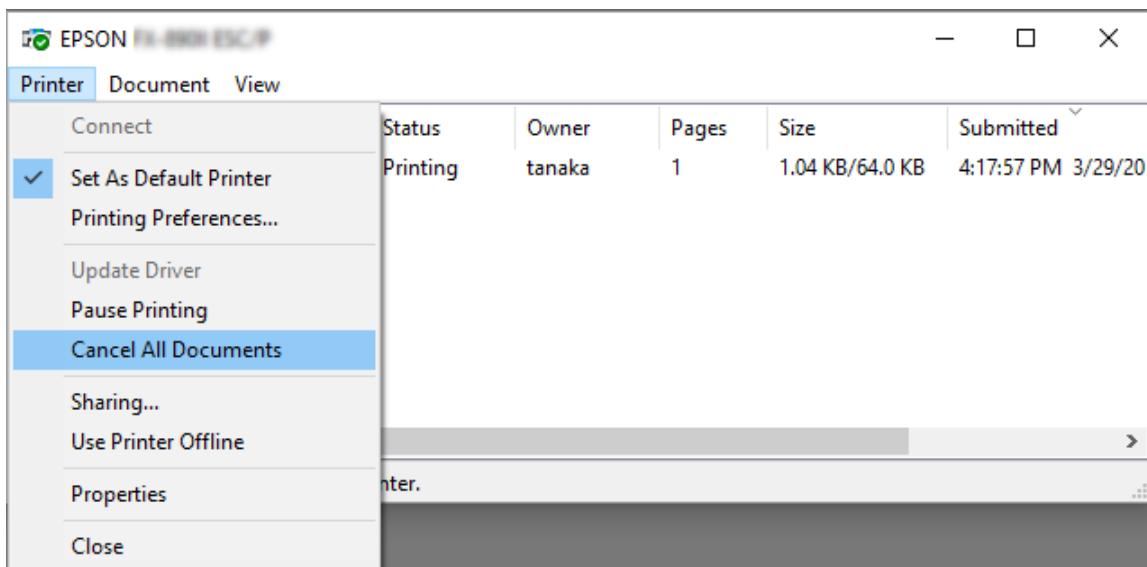 EPSON
Printer Document View
Connect
Set As Default Printer
Printing Preferences...
Update Driver
Pause Printing
Cancel All Documents
Sharing...
Use Printer Offline
Properties
Close
Status Owner Pages Size Submitted
Printing tanaka 1 1.04 KB/64.0 KB 4:17:57 PM 3/29/20
nter.